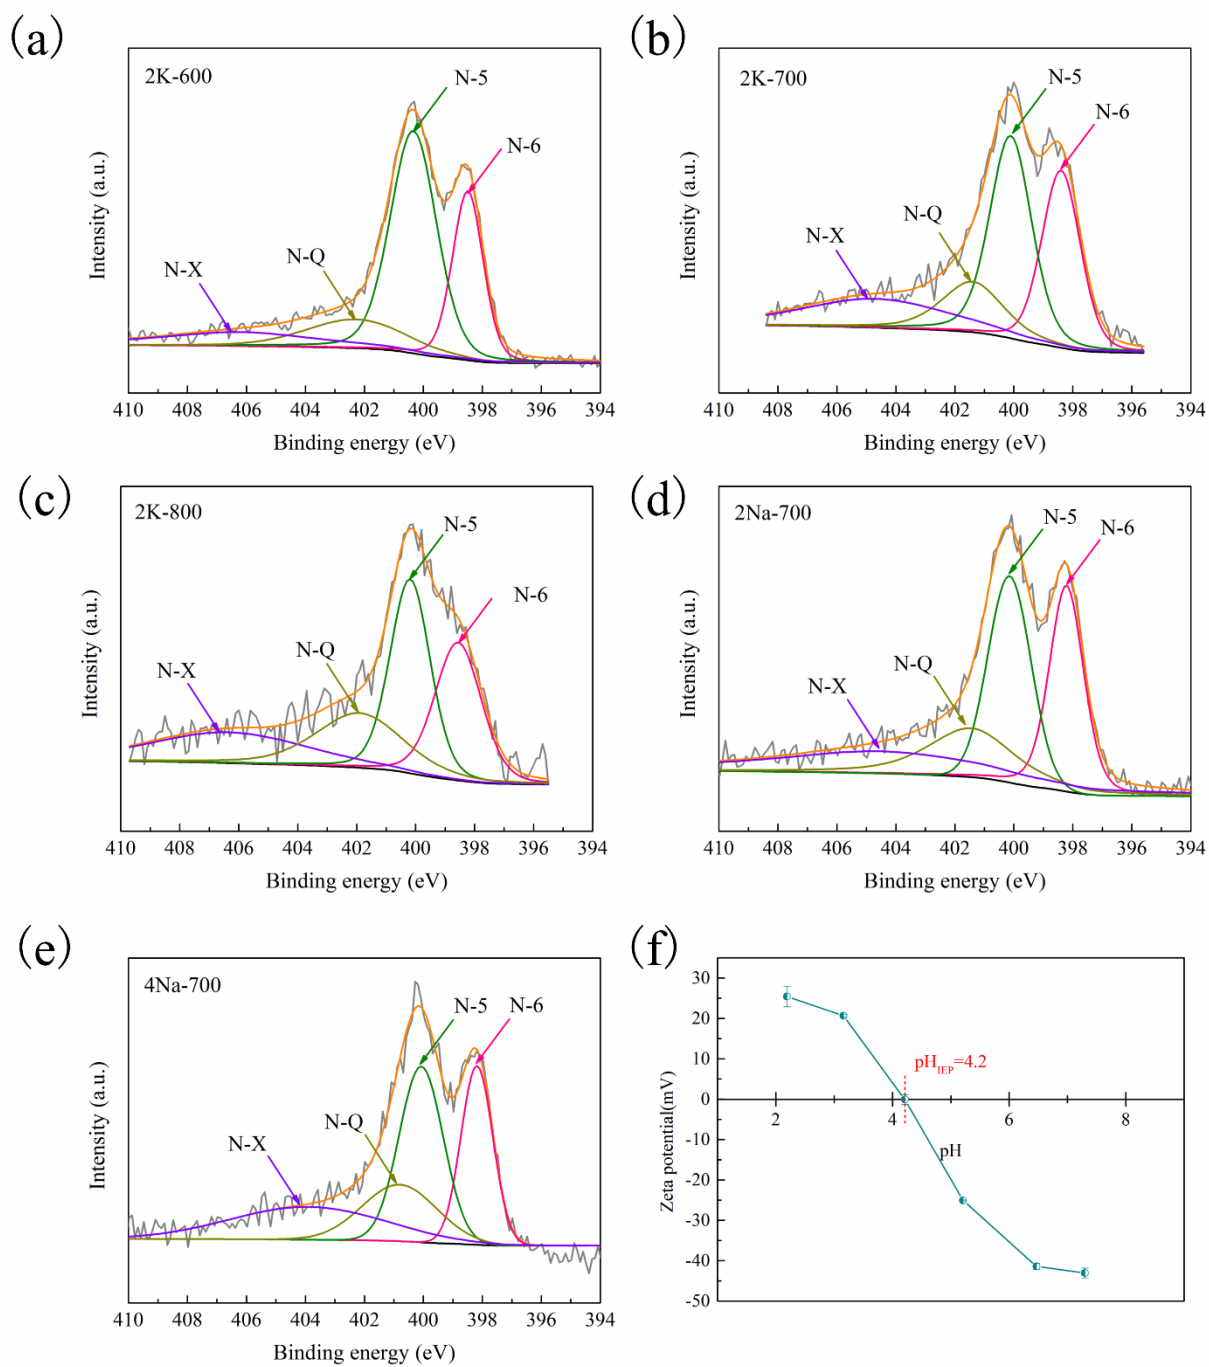 (a)
2K-600
N-5
N-6
N-Q
N-X
Intensity (a.u.)
410 408 406 404 402 400 398 396 394
Binding energy (eV)
(b)
2K-700
N-5
N-6
N-Q
N-X
Intensity (a.u.)
410 408 406 404 402 400 398 396 394
Binding energy (eV)
(c)
2K-800
N-5
N-6
N-Q
N-X
Intensity (a.u.)
410 408 406 404 402 400 398 396 394
Binding energy (eV)
(d)
2Na-700
N-5
N-6
N-Q
N-X
Intensity (a.u.)
410 408 406 404 402 400 398 396 394
Binding energy (eV)
(e)
4Na-700
N-5
N-6
N-Q
N-X
Intensity (a.u.)
410 408 406 404 402 400 398 396 394
Binding energy (eV)
(f)
30
20
10
0
-10
-20
-30
-40
-50
Zeta potential(mV)
pHIEP=4.2
2 4 6 8
pH